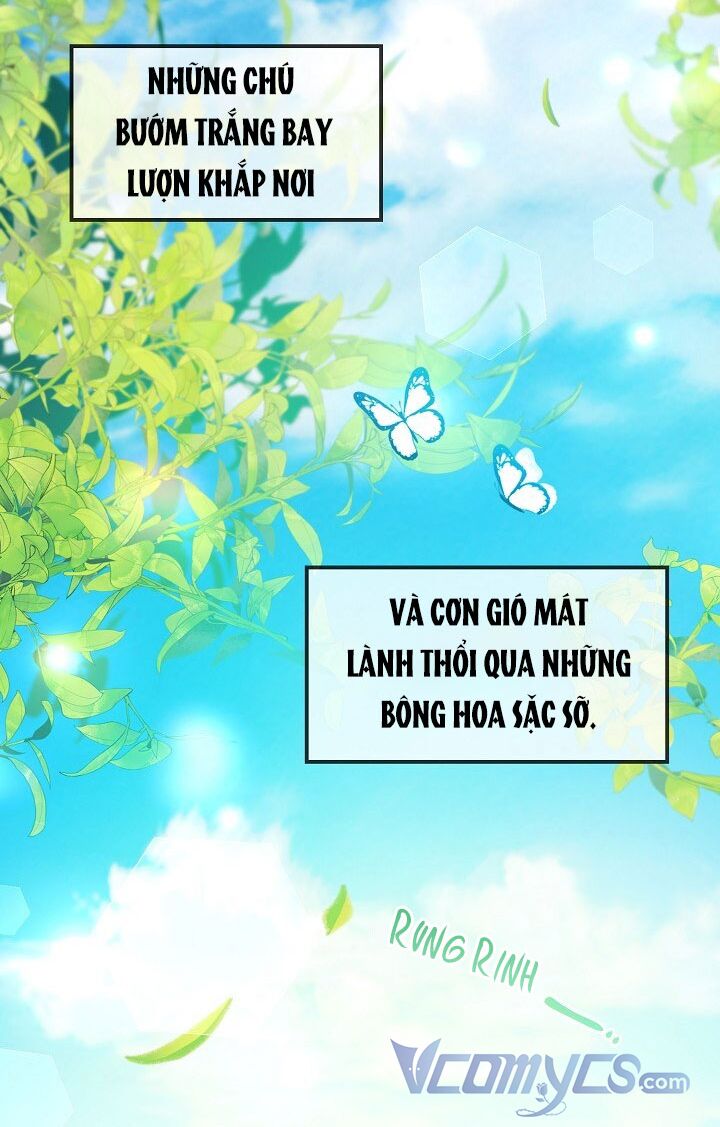 NHỮNG CHÚ
BƯỚM TRẮNG BAY
LƯỢN KHẮP NƠI
VÀ CƠN GIÓ MÁT
LÀNH THỔI QUA NHỮNG
BÔNG HOA SẶC SỠ.
RUNG RINH
VCOMYCS.com